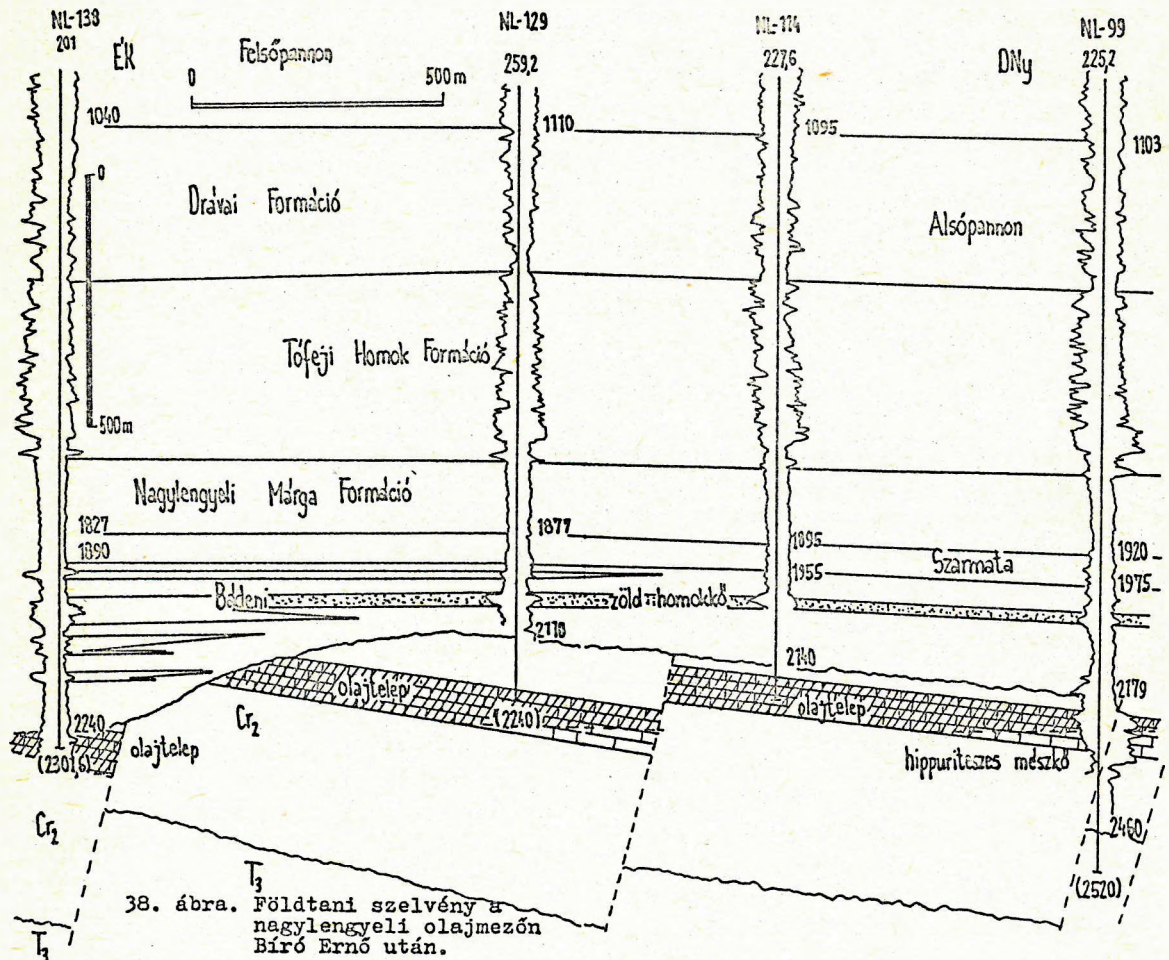 NL-138
201
ÉK
Felsőpannon
0 500 m
NL-129
259,2
NL-174
227,6
DNy
NL-99
225,2
1040
1110
1095
1103
0
Drávai Formáció
Alsópannon
Tófeji Homok Formáció
500m
Nagylengyeli Márga Formáció
1827
1877
1895
1920
1890
1955
Szarmata
1975
Bádeni
zöld homokkő
2118
2140
2179
olajtelep
olajtelep
(2240)
2240
olajtelep
Cr₂
hippuriteszes mészkő
(2301,6)
Cr₂
2460
(2520)
T₃
T₃
38. ábra. Földtani szelvény a
nagylengyeli olajmezőn
Bíró Ernő után.